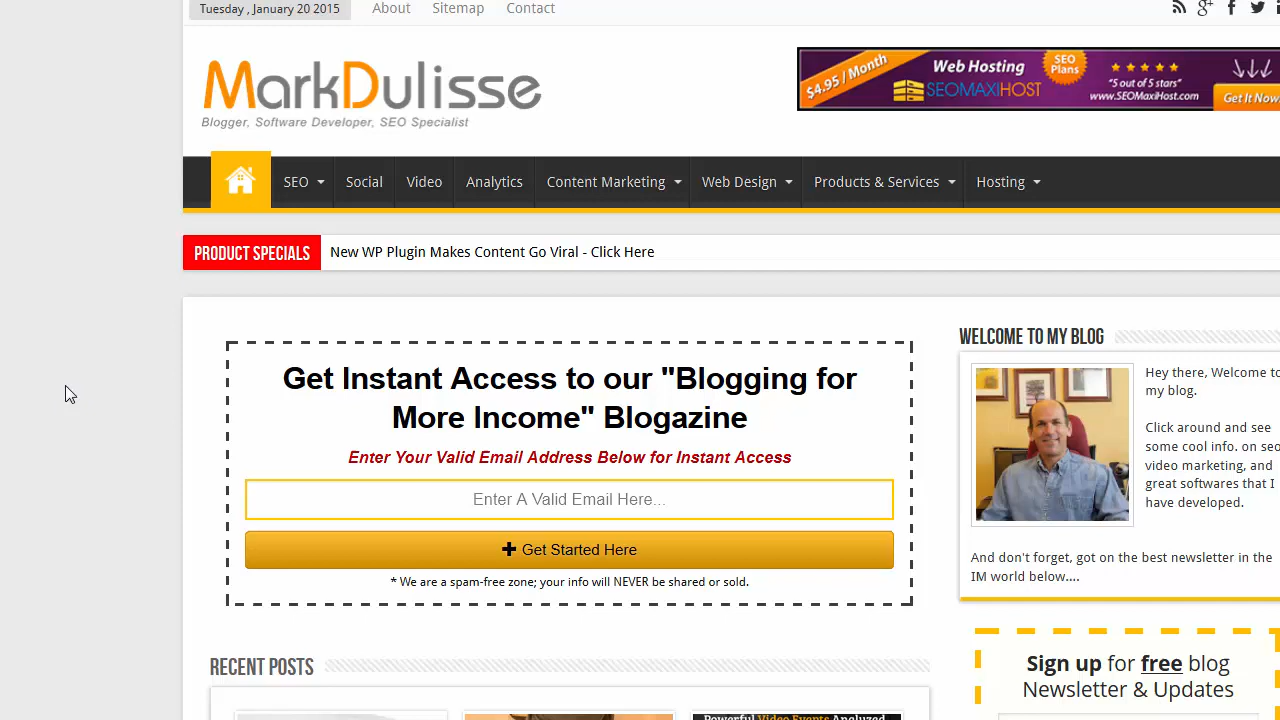 Tuesday , January 20 2015
About
Sitemap
Contact
MarkDulisse
Blogger, Software Developer, SEO Specialist
$4.95 / Month
Web Hosting
SEOMAXIHOST
SEO
Plans
"5 out of 5 stars"
www.SEOMaxiHost.com
Get It Now
SEO
Social
Video
Analytics
Content Marketing
Web Design
Products & Services
Hosting
PRODUCT SPECIALS
New WP Plugin Makes Content Go Viral - Click Here
Get Instant Access to our "Blogging for
More Income" Blogazine
Enter Your Valid Email Address Below for Instant Access
Enter A Valid Email Here...
Get Started Here
* We are a spam-free zone; your info will NEVER be shared or sold.
RECENT POSTS
Powerful Video Events Analyzed
WELCOME TO MY BLOG
Hey there, Welcome to
my blog.
Click around and see
some cool info. on seo
video marketing, and
great softwares that I
have developed.
And don't forget, got on the best newsletter in the
IM world below....
Sign up for free blog
Newsletter & Updates